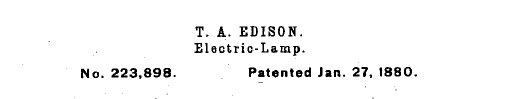 T. A. EDISON.
Electric-Lamp.
No. 223,898. Patented Jan. 27, 1880.